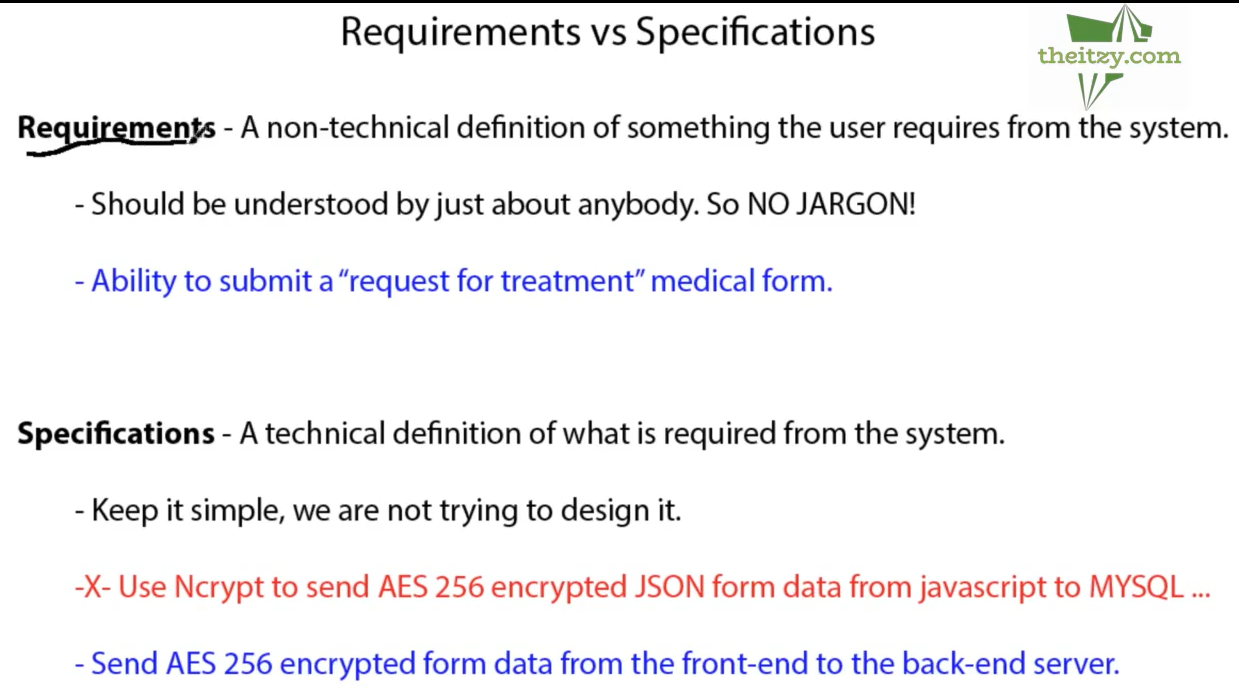 Requirements vs Specifications
theitzy.com
Requirements - A non-technical definition of something the user requires from the system.
- Should be understood by just about anybody. So NO JARGON!
- Ability to submit a “request for treatment” medical form.
Specifications - A technical definition of what is required from the system.
- Keep it simple, we are not trying to design it.
-X- Use Ncrypt to send AES 256 encrypted JSON form data from javascript to MYSQL ...
- Send AES 256 encrypted form data from the front-end to the back-end server.